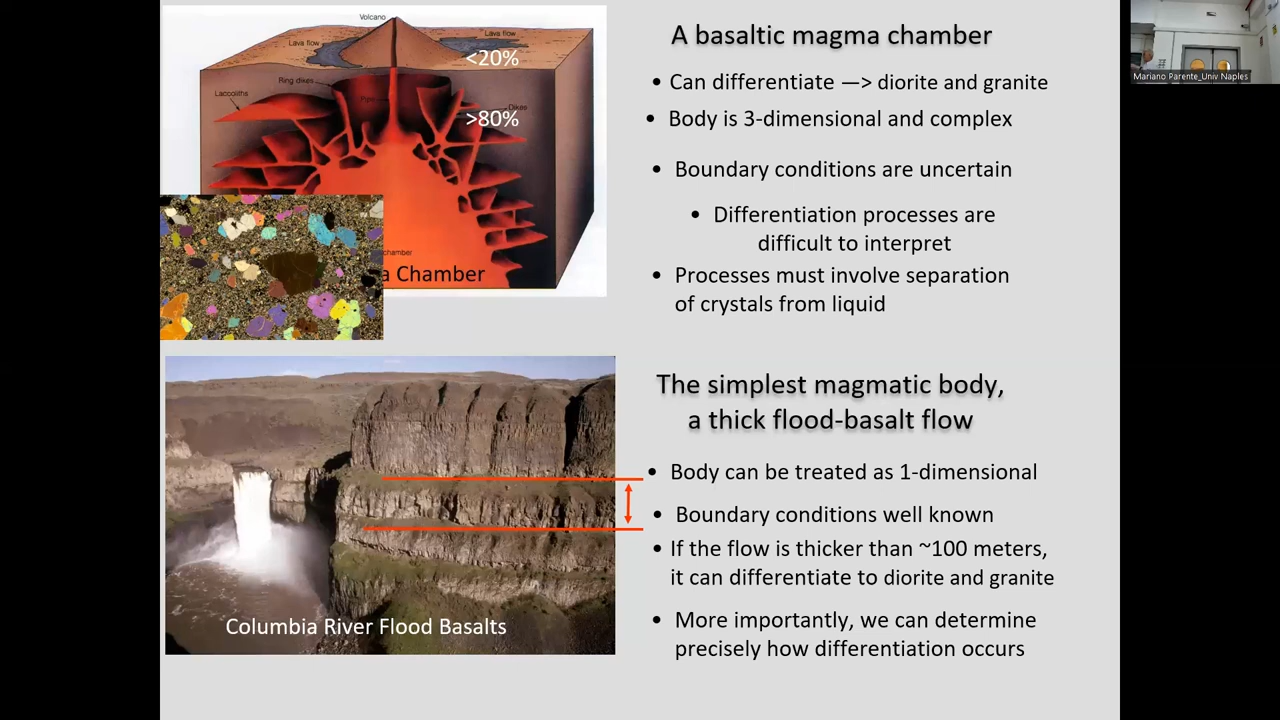 Volcano
Lava flow
Lava flow
<20%
Ring dikes
Laccoliths
Pipe
Dikes
>80%
chamber
a Chamber
A basaltic magma chamber
• Can differentiate —> diorite and granite
• Body is 3-dimensional and complex
• Boundary conditions are uncertain
• Differentiation processes are
difficult to interpret
• Processes must involve separation
of crystals from liquid
Columbia River Flood Basalts
The simplest magmatic body,
a thick flood-basalt flow
• Body can be treated as 1-dimensional
• Boundary conditions well known
• If the flow is thicker than ~100 meters,
it can differentiate to diorite and granite
• More importantly, we can determine
precisely how differentiation occurs
Mariano Parente_Univ Naples